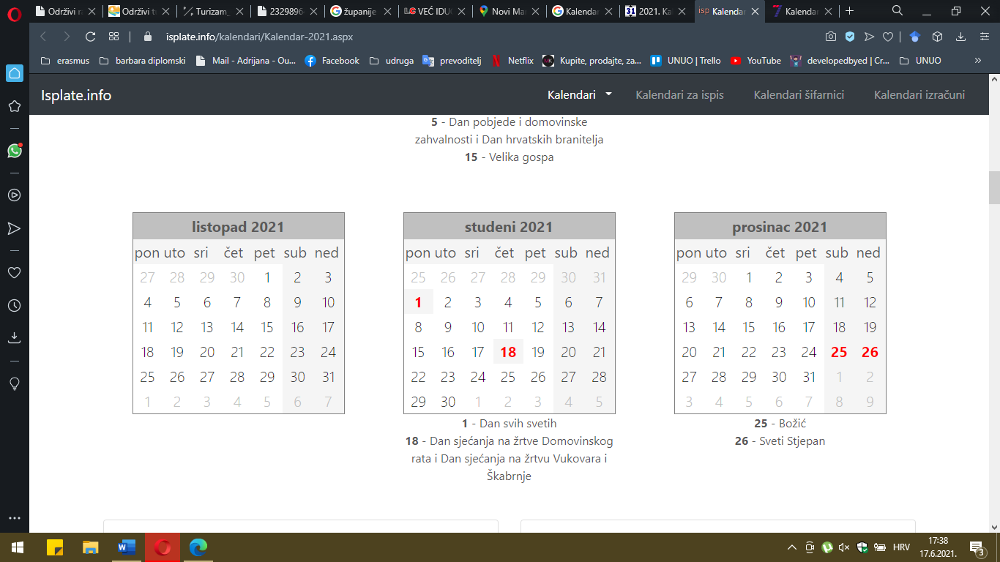 Održivi ra
Održivi ti
Turizam_
2329896
županije
VEĆ IDUĆ
Novi Ma
Kalendar
2021. Ka
Kalendar
Kalendar
isplate.info/kalendari/Kalendar-2021.aspx
erasmus
barbara diplomski
Mail - Adrijana - Ou...
Facebook
udruga
prevoditelj
Netflix
Kupite, prodajte, za...
UNUO | Trello
YouTube
developedbyed | Cr...
UNUO
Isplate.info
Kalendari
Kalendari za ispis
Kalendari šifarnici
Kalendari izračuni
5 - Dan pobjede i domovinske
zahvalnosti i Dan hrvatskih branitelja
15 - Velika gospa
listopad 2021
pon uto sri čet pet sub ned
27 28 29 30 1 2 3
4 5 6 7 8 9 10
11 12 13 14 15 16 17
18 19 20 21 22 23 24
25 26 27 28 29 30 31
1 2 3 4 5 6 7
studeni 2021
pon uto sri čet pet sub ned
25 26 27 28 29 30 31
1 2 3 4 5 6 7
8 9 10 11 12 13 14
15 16 17 18 19 20 21
22 23 24 25 26 27 28
29 30 1 2 3 4 5
1 - Dan svih svetih
18 - Dan sjećanja na žrtve Domovinskog
rata i Dan sjećanja na žrtvu Vukovara i
Škabrnje
prosinac 2021
pon uto sri čet pet sub ned
29 30 1 2 3 4 5
6 7 8 9 10 11 12
13 14 15 16 17 18 19
20 21 22 23 24 25 26
27 28 29 30 31 1 2
3 4 5 6 7 8 9
25 - Božić
26 - Sveti Stjepan
HRV
17:38
17.6.2021.
3